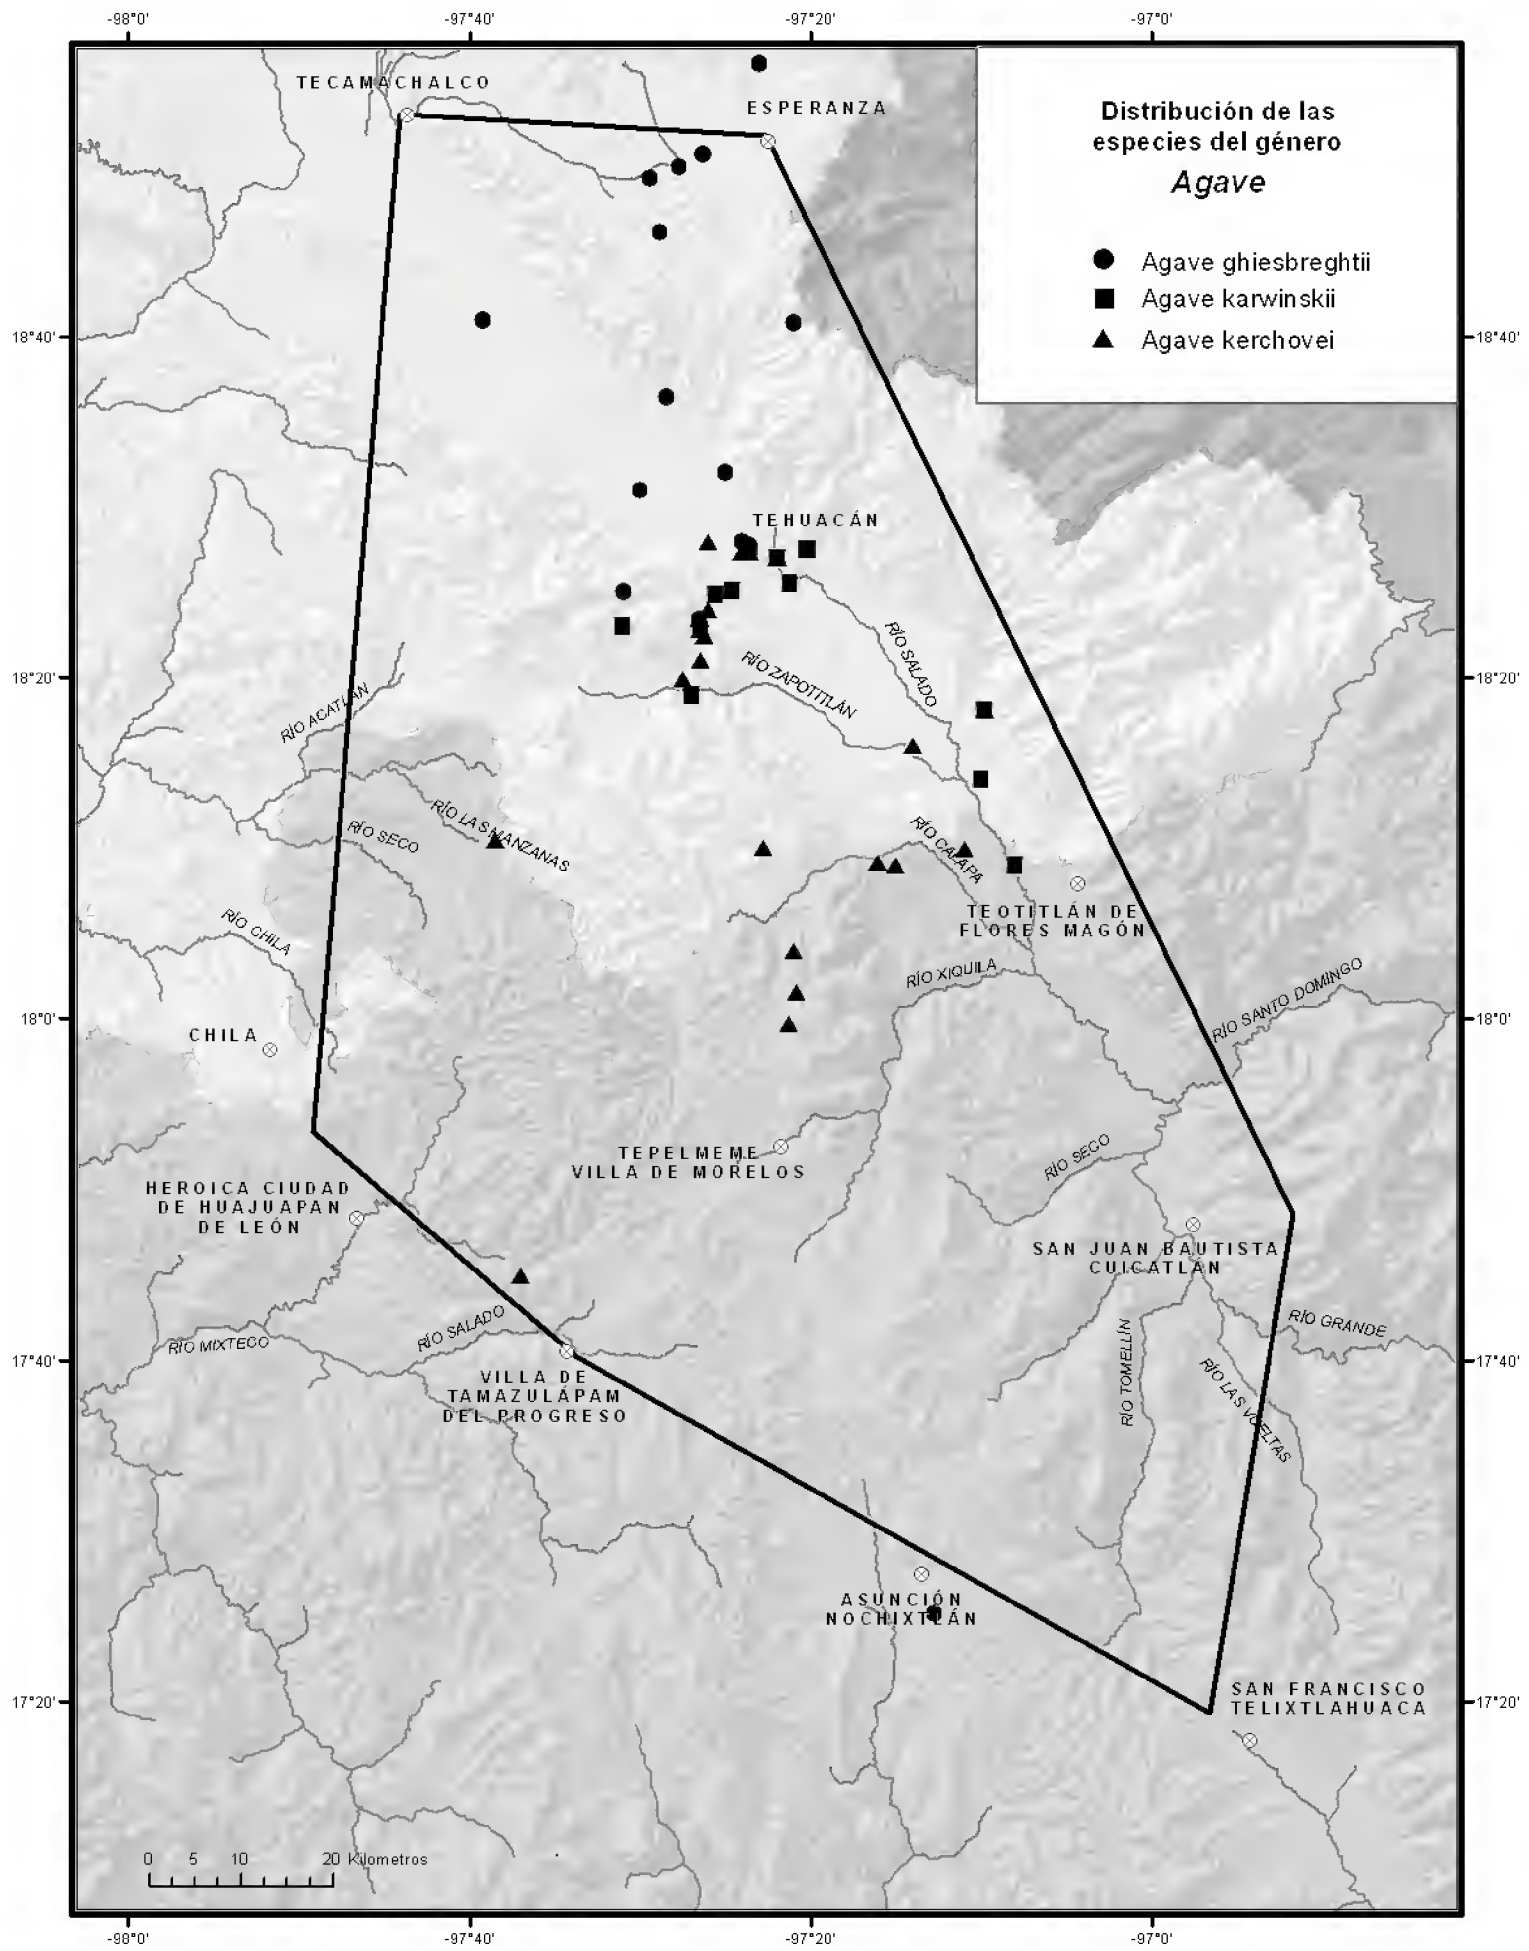 -98°0'
-97°40'
-97°20'
-97°0'
TECAMACHALCO
ESPERANZA
Distribución de las
especies del género
Agave
Agave ghiesbreghtii
Agave karwinskii
Agave kerchovei
18°40'
18°40'
TEHUACÁN
RÍO SALADO
RÍO ZAPOTITLÁN
18°20'
18°20'
RÍO ACATLÁN
RÍO LAS MANZANAS
RÍO SECO
RÍO CALAPA
TEOTITLÁN DE
FLORES MAGÓN
RÍO CHILA
RÍO XIQUILA
RÍO SANTO DOMINGO
18°0'
18°0'
CHILA
TEPELMEME
VILLA DE MORELOS
RÍO SECO
HEROICA CIUDAD
DE HUAJUAPAN
DE LEÓN
SAN JUAN BAUTISTA
CUICATLÁN
RÍO MIXTECO
RÍO SALADO
RÍO GRANDE
17°40'
17°40'
RÍO TOMELLÍN
RÍO LAS VUELTAS
VILLA DE
TAMAZULÁPAM
DEL PROGRESO
ASUNCIÓN
NOCHIXTLÁN
SAN FRANCISCO
TELIXTLAHUACA
17°20'
17°20'
0 5 10 20 Kilometros
-98°0'
-97°40'
-97°20'
-97°0'